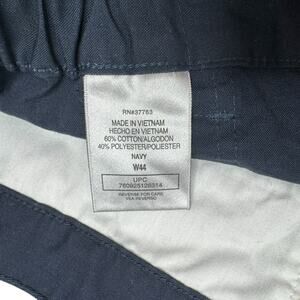 RN#37763
MADE IN VIETNAM
HECHO EN VIETNAM
60% COTTON/ALGODON
40% POLYESTER/POLIESTER
NAVY
W44
UPC
760925128314
REVERSE FOR CARE
VEA REVERSO